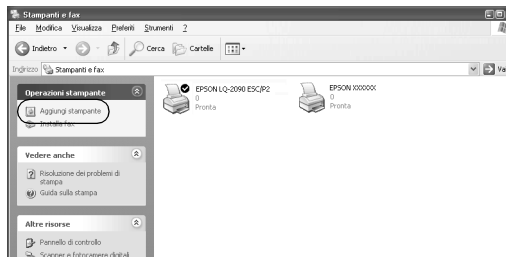 Stampanti e fax
File Modifica Visualizza Preferiti Strumenti ?
Indietro Cerca Cartelle
Indirizzo Stampanti e fax Va
Operazioni stampante
Aggiungi stampante
Installa fax
Vedere anche
Risoluzione dei problemi di
stampa
Guida sulla stampa
Altre risorse
Pannello di controllo
Scanner e fotocamere digitali
EPSON LQ-2090 ESC/P2
0
Pronta
EPSON XXXXXX
0
Pronta